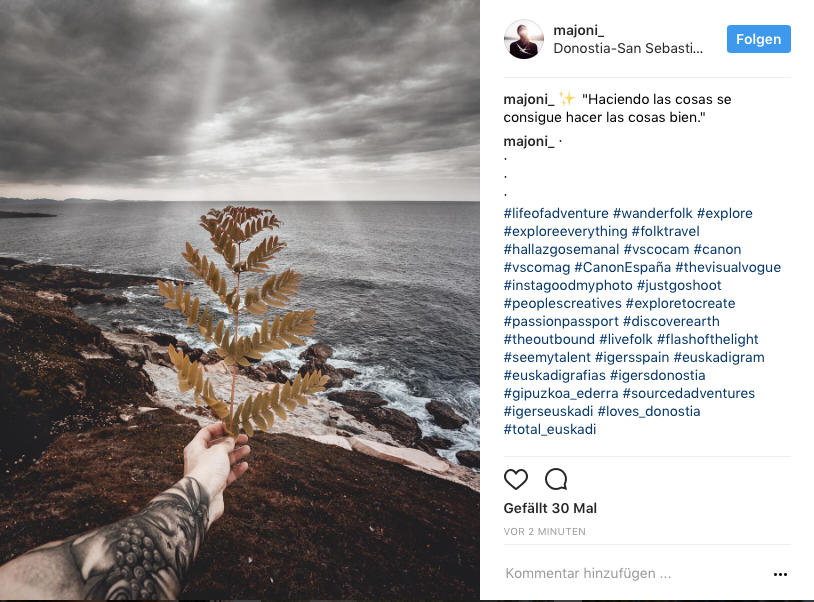 majoni_
Donostia-San Sebasti...
Folgen
majoni_ ✨ "Haciendo las cosas se
consigue hacer las cosas bien."
majoni_ ·
.
.
.
#lifeofadventure #wanderfolk #explore
#exploreeverything #folktravel
#hallazgosemanal #vscocam #canon
#vscomag #CanonEspaña #thevisualvogue
#instagoodmyphoto #justgoshoot
#peoplescreatives #exploretocreate
#passionpassport #discoverearth
#theoutbound #livefolk #flashofthelight
#seemytalent #igersspain #euskadigram
#euskadigrafias #igersdonostia
#gipuzkoa_ederra #sourcedadventures
#igerseuskadi #loves_donostia
#total_euskadi
Gefällt 30 Mal
VOR 2 MINUTEN
Kommentar hinzufügen ...